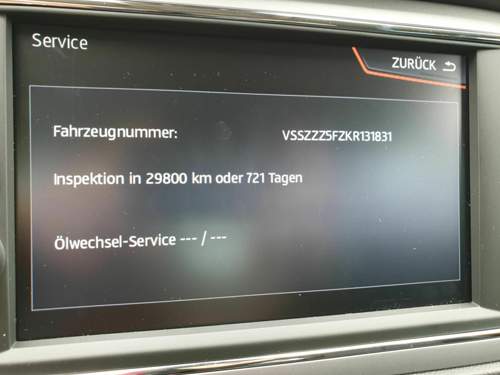 Service
ZURÜCK
Fahrzeugnummer: VSSZZZ5FZKR131831
Inspektion in 29800 km oder 721 Tagen
Ölwechsel-Service --- / ---